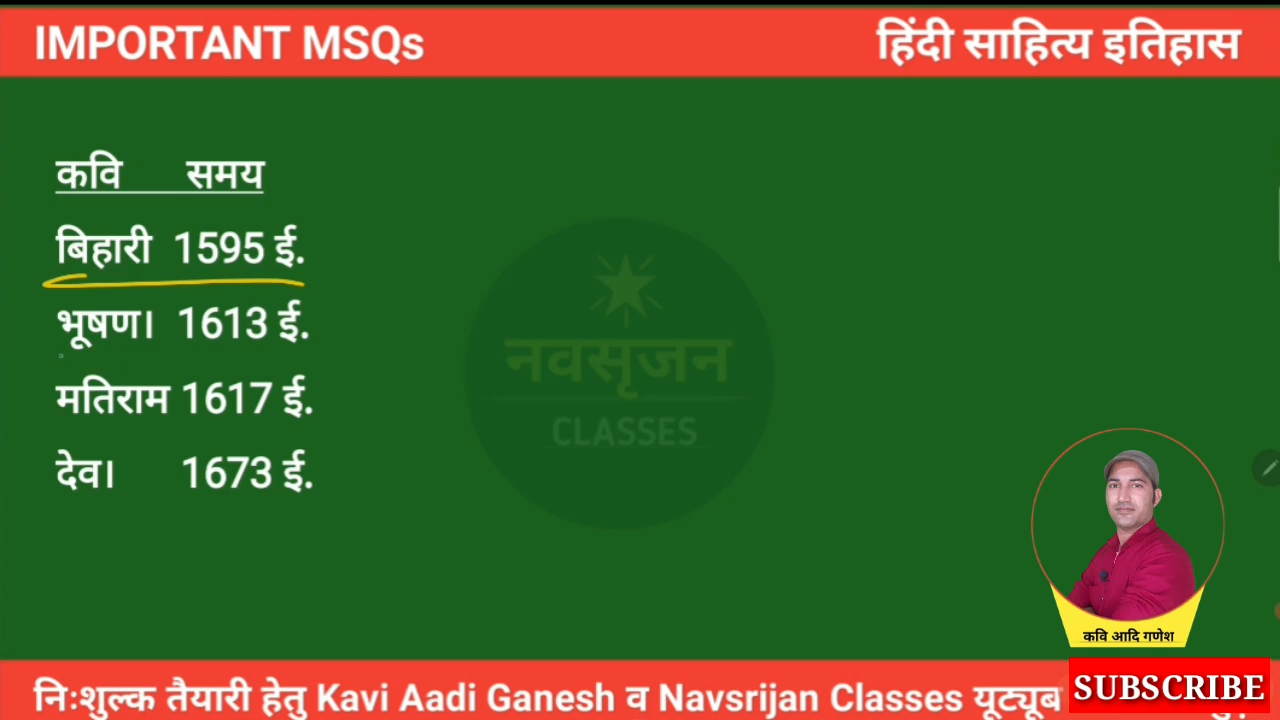 IMPORTANT MSQs
हिंदी साहित्य इतिहास
कवि समय
बिहारी 1595 ई.
भूषण। 1613 ई.
मतिराम 1617 ई.
देव। 1673 ई.
नवसृजन
CLASSES
कवि आदि गणेश
निःशुल्क तैयारी हेतु Kavi Aadi Ganesh व Navsrijan Classes यूट्यूब
SUBSCRIBE